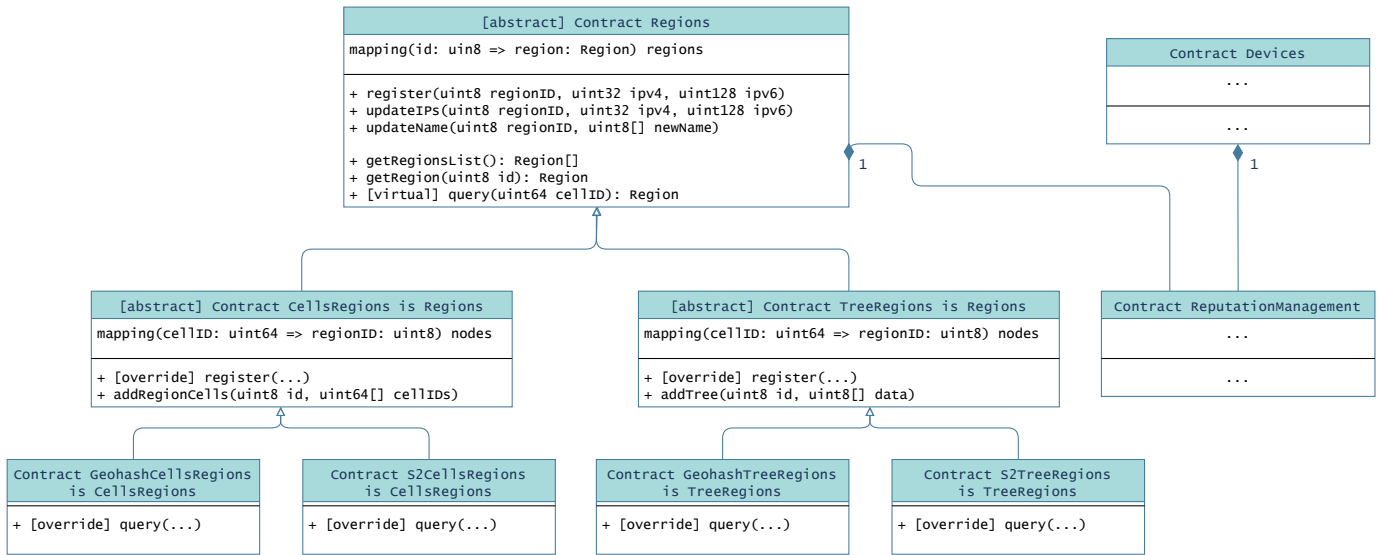 [abstract] Contract Regions
mapping(id: uin8 => region: Region) regions
+ register(uint8 regionID, uint32 ipv4, uint128 ipv6)
+ updateIPs(uint8 regionID, uint32 ipv4, uint128 ipv6)
+ updateName(uint8 regionID, uint8[] newName)
+ getRegionsList(): Region[]
+ getRegion(uint8 id): Region
+ [virtual] query(uint64 cellID): Region
1
Contract Devices
...
...
1
[abstract] Contract CellsRegions is Regions
mapping(cellID: uint64 => regionID: uint8) nodes
+ [override] register(...)
+ addRegionCells(uint8 id, uint64[] cellIDs)
[abstract] Contract TreeRegions is Regions
mapping(cellID: uint64 => regionID: uint8) nodes
+ [override] register(...)
+ addTree(uint8 id, uint8[] data)
Contract ReputationManagement
...
...
Contract GeohashCellsRegions
is CellsRegions
+ [override] query(...)
Contract S2CellsRegions
is CellsRegions
+ [override] query(...)
Contract GeohashTreeRegions
is TreeRegions
+ [override] query(...)
Contract S2TreeRegions
is TreeRegions
+ [override] query(...)